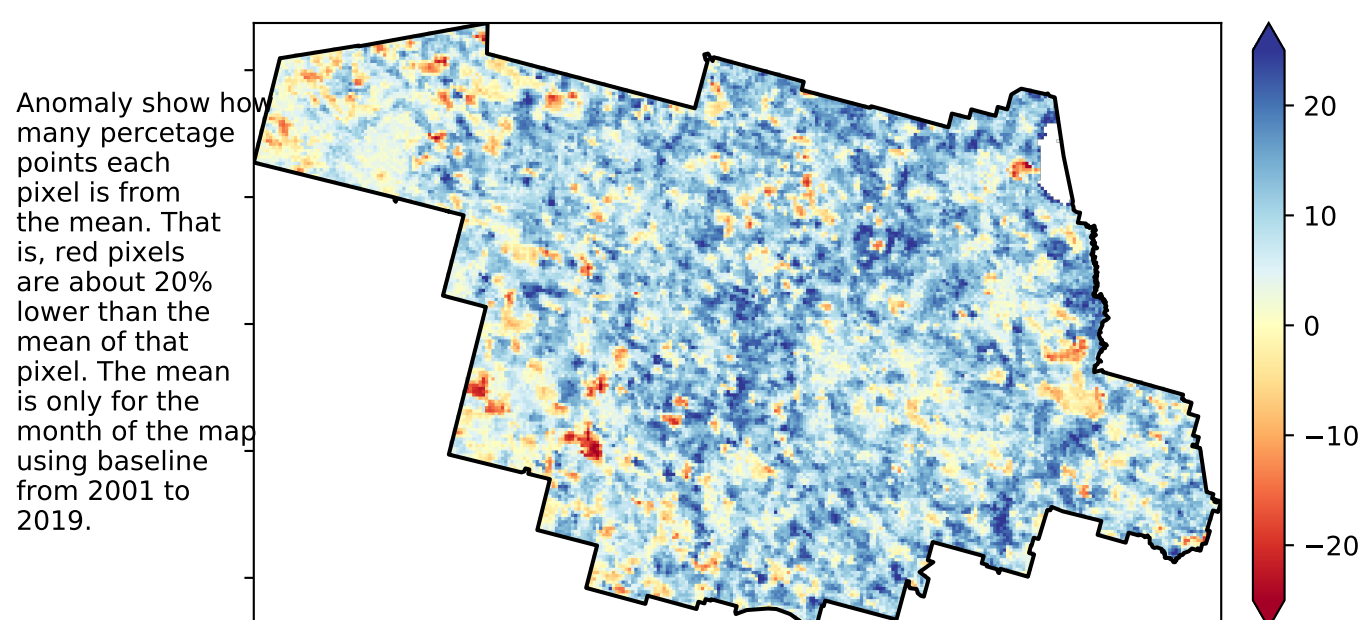 Anomaly show how
many percetage
points each
pixel is from
the mean. That
is, red pixels
are about 20%
lower than the
mean of that
pixel. The mean
is only for the
month of the map
using baseline
from 2001 to
2019.
20
10
0
−10
−20